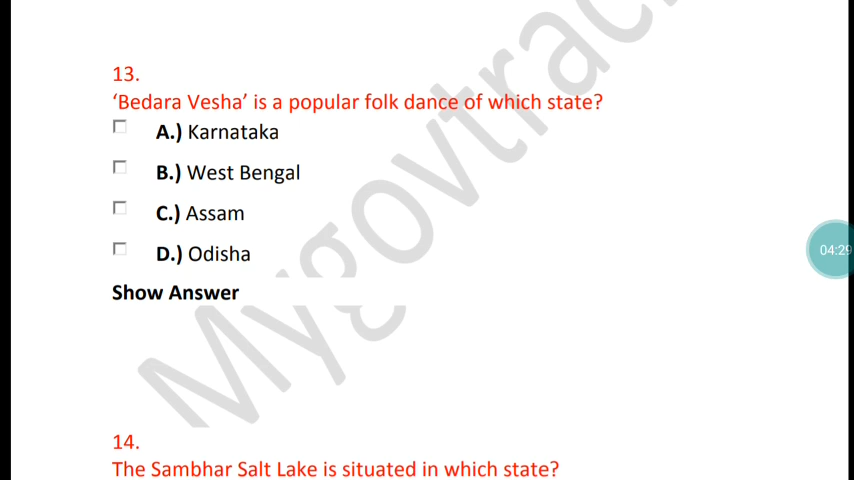 13.
‘Bedara Vesha’ is a popular folk dance of which state?
A.) Karnataka
B.) West Bengal
C.) Assam
D.) Odisha
Show Answer
14.
The Sambhar Salt Lake is situated in which state?
04:29
Mygovtrac